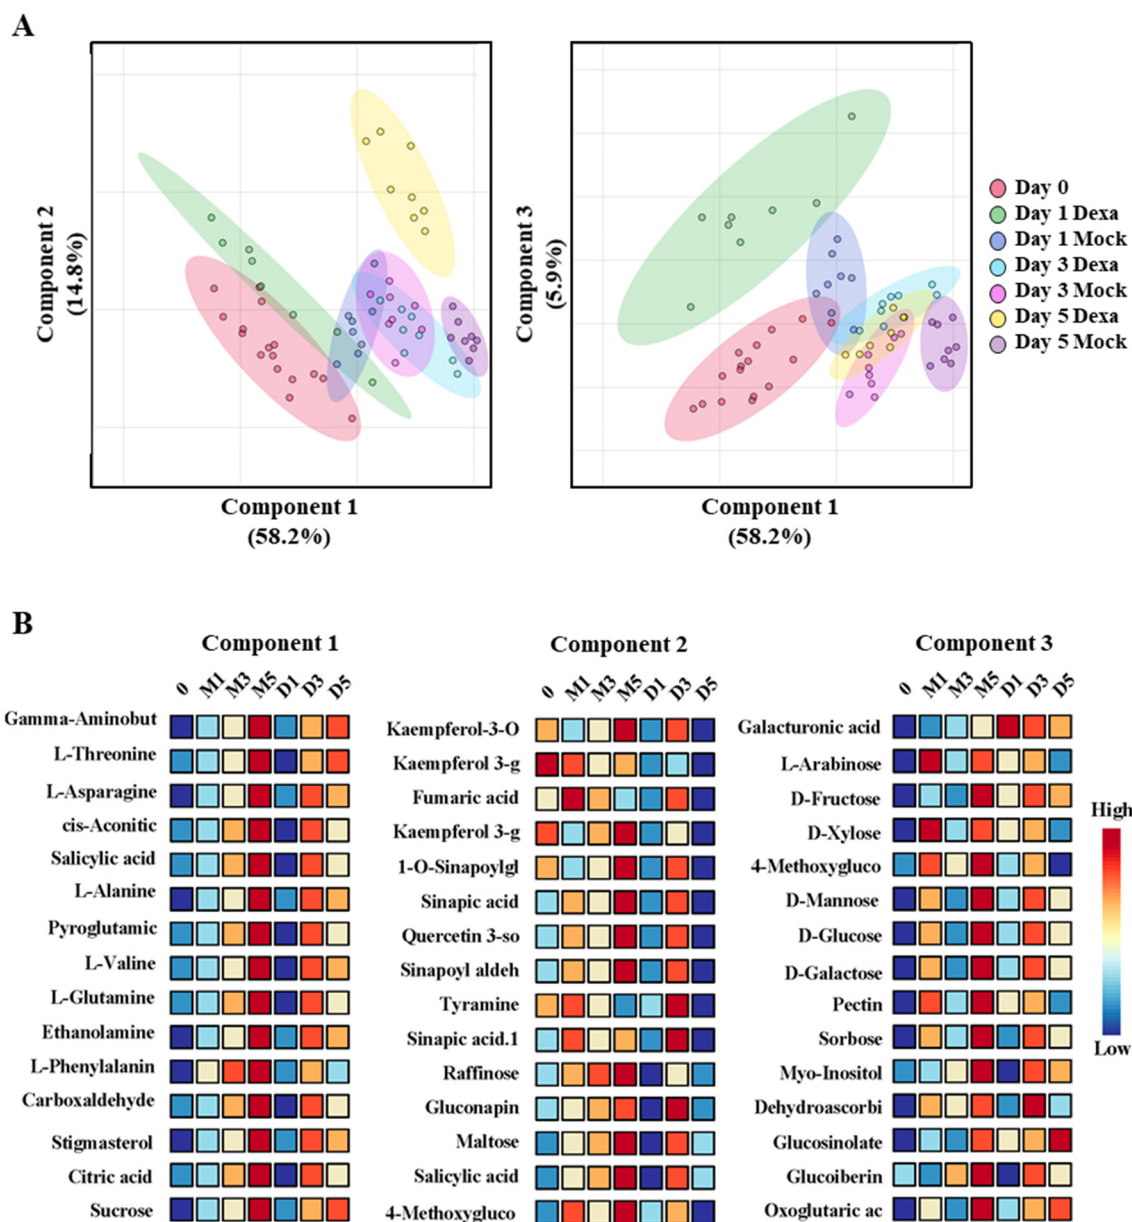 A
Component 2
(14.8%)
Component 1
(58.2%)
Component 3
(5.9%)
Component 1
(58.2%)
Day 0
Day 1 Dexa
Day 1 Mock
Day 3 Dexa
Day 3 Mock
Day 5 Dexa
Day 5 Mock
B
Component 1
0 M1 M3 M5 D1 D3 D5
Gamma-Aminobut
L-Threonine
L-Asparagine
cis-Aconitic
Salicylic acid
L-Alanine
Pyroglutamic
L-Valine
L-Glutamine
Ethanolamine
L-Phenylalanin
Carboxaldehyde
Stigmasterol
Citric acid
Sucrose
Component 2
0 M1 M3 M5 D1 D3 D5
Kaempferol-3-O
Kaempferol 3-g
Fumaric acid
Kaempferol 3-g
1-O-Sinapoylgl
Sinapic acid
Quercetin 3-so
Sinapoyl aldeh
Tyramine
Sinapic acid.1
Raffinose
Gluconapin
Maltose
Salicylic acid
4-Methoxygluco
Component 3
0 M1 M3 M5 D1 D3 D5
Galacturonic acid
L-Arabinose
D-Fructose
D-Xylose
4-Methoxygluco
D-Mannose
D-Glucose
D-Galactose
Pectin
Sorbose
Myo-Inositol
Dehydroascorbi
Glucosinolate
Glucoiberin
Oxoglutaric ac
High
Low